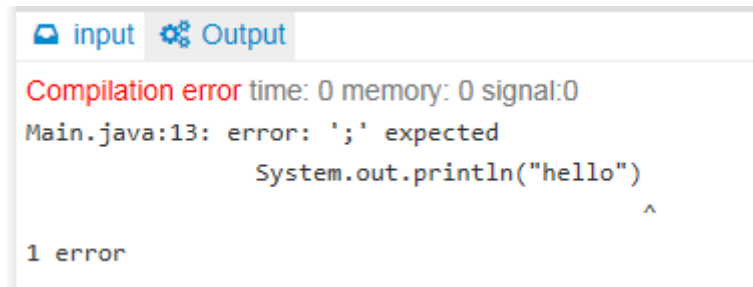 input Output
Compilation error time: 0 memory: 0 signal:0
Main.java:13: error: ';' expected
System.out.println("hello")
^
1 error